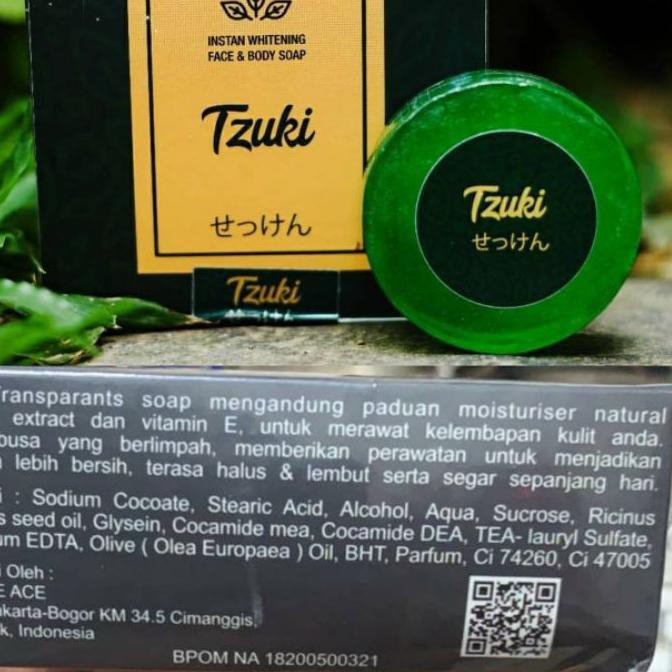 INSTAN WHITENING
FACE & BODY SOAP
Tzuki
せっけん
Tzuki
Tzuki
せっけん
ransparants soap mengandung paduan moisturiser natural
extract dan vitamin E, untuk merawat kelembapan kulit anda.
busa yang berlimpah, memberikan perawatan untuk menjadikan
lebih bersih, terasa halus & lembut serta segar sepanjang hari.
: Sodium Cocoate, Stearic Acid, Alcohol, Aqua, Sucrose, Ricinus
s seed oil, Glysein, Cocamide mea, Cocamide DEA, TEA- lauryl Sulfate,
um EDTA, Olive ( Olea Europaea ) Oil, BHT, Parfum, Ci 74260, Ci 47005
i Oleh :
E ACE
karta-Bogor KM 34.5 Cimanggis,
k, Indonesia
BPOM NA 18200500321